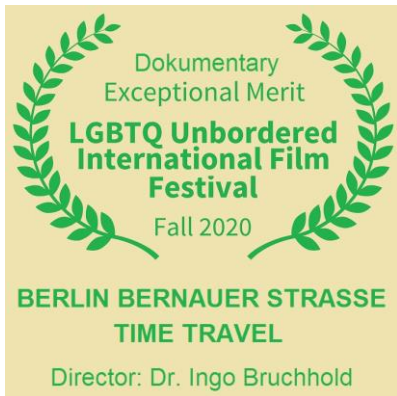 Dokumentary
Exceptional Merit
LGBTQ Unbordered
International Film
Festival
Fall 2020
BERLIN BERNAUER STRASSE
TIME TRAVEL
Director: Dr. Ingo Bruchhold